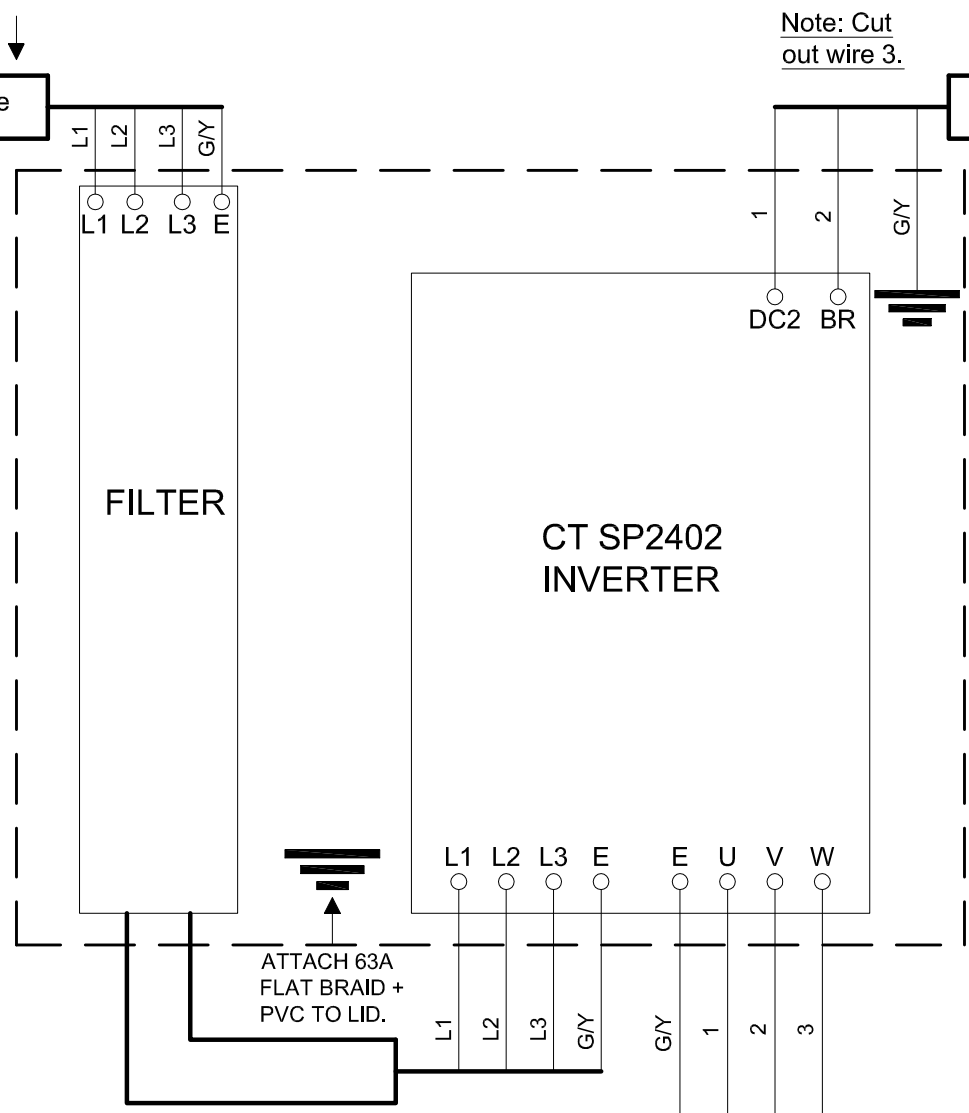 Note: Cut
out wire 3.
e
L1
L2
L3
G/Y
1
2
G/Y
L1 L2 L3 E
DC2 BR
FILTER
CT SP2402
INVERTER
L1 L2 L3 E E U V W
ATTACH 63A
FLAT BRAID +
PVC TO LID.
L1
L2
L3
G/Y
G/Y
1
2
3